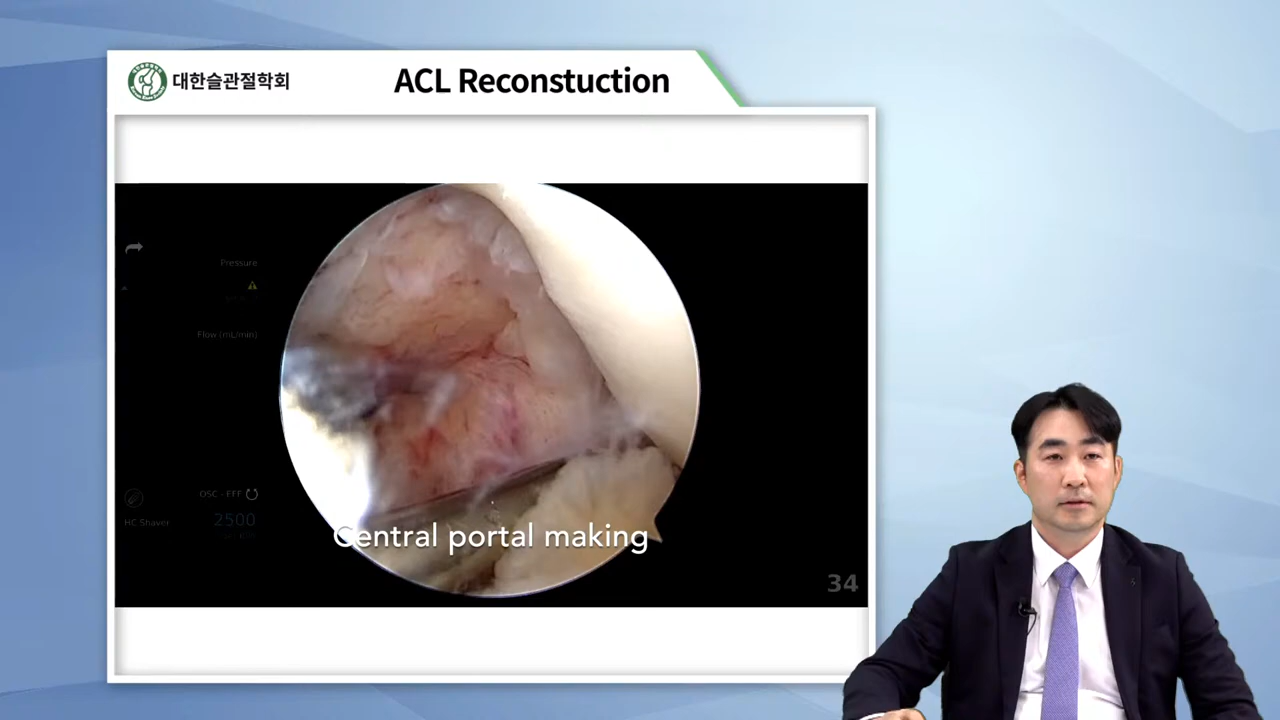 대한슬관절학회
ACL Reconstuction
Pressure
Flow (mL/min)
OSC - EFF
HC Shaver
2500
Central portal making
34